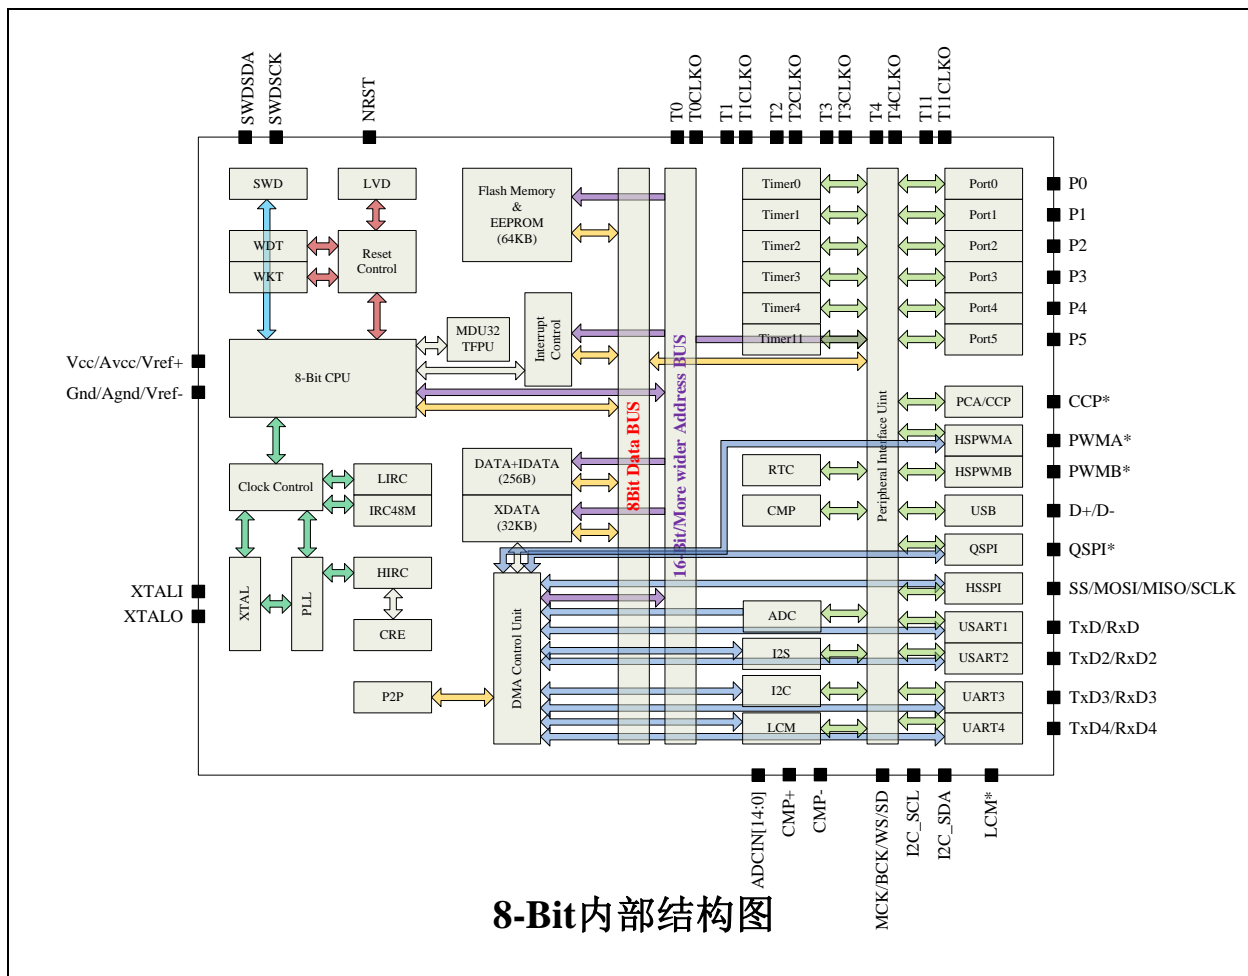 SWDSDA
SWDSCK
NRST
T0
T0CLKO
T1
T1CLKO
T2
T2CLKO
T3
T3CLKO
T4
T4CLKO
T11
T11CLKO
SWD
LVD
WDT
WKT
Reset
Control
Flash Memory
&
EEPROM
(64KB)
Timer0
Timer1
Timer2
Timer3
Timer4
Timer11
Port0
Port1
Port2
Port3
Port4
Port5
P0
P1
P2
P3
P4
P5
Vcc/Avcc/Vref+
Gnd/Agnd/Vref-
8-Bit CPU
MDU32
TFPU
Interrupt
Control
8Bit Data BUS
16-Bit/More wider Address BUS
Peripheral Interface Uint
PCA/CCP
HSPWMA
HSPWMB
USB
QSPI
HSSPI
USART1
USART2
UART3
UART4
CCP*
PWMA*
PWMB*
D+/D-
QSPI*
SS/MOSI/MISO/SCLK
TxD/RxD
TxD2/RxD2
TxD3/RxD3
TxD4/RxD4
Clock Control
LIRC
IRC48M
DATA+IDATA
(256B)
XDATA
(32KB)
RTC
CMP
XTALI
XTALO
XTAL
PLL
HIRC
CRE
P2P
DMA Control Unit
ADC
I2S
I2C
LCM
ADCIN[14:0]
CMP+
CMP-
MCK/BCK/WS/SD
I2C_SCL
I2C_SDA
LCM*
8-Bit内部结构图